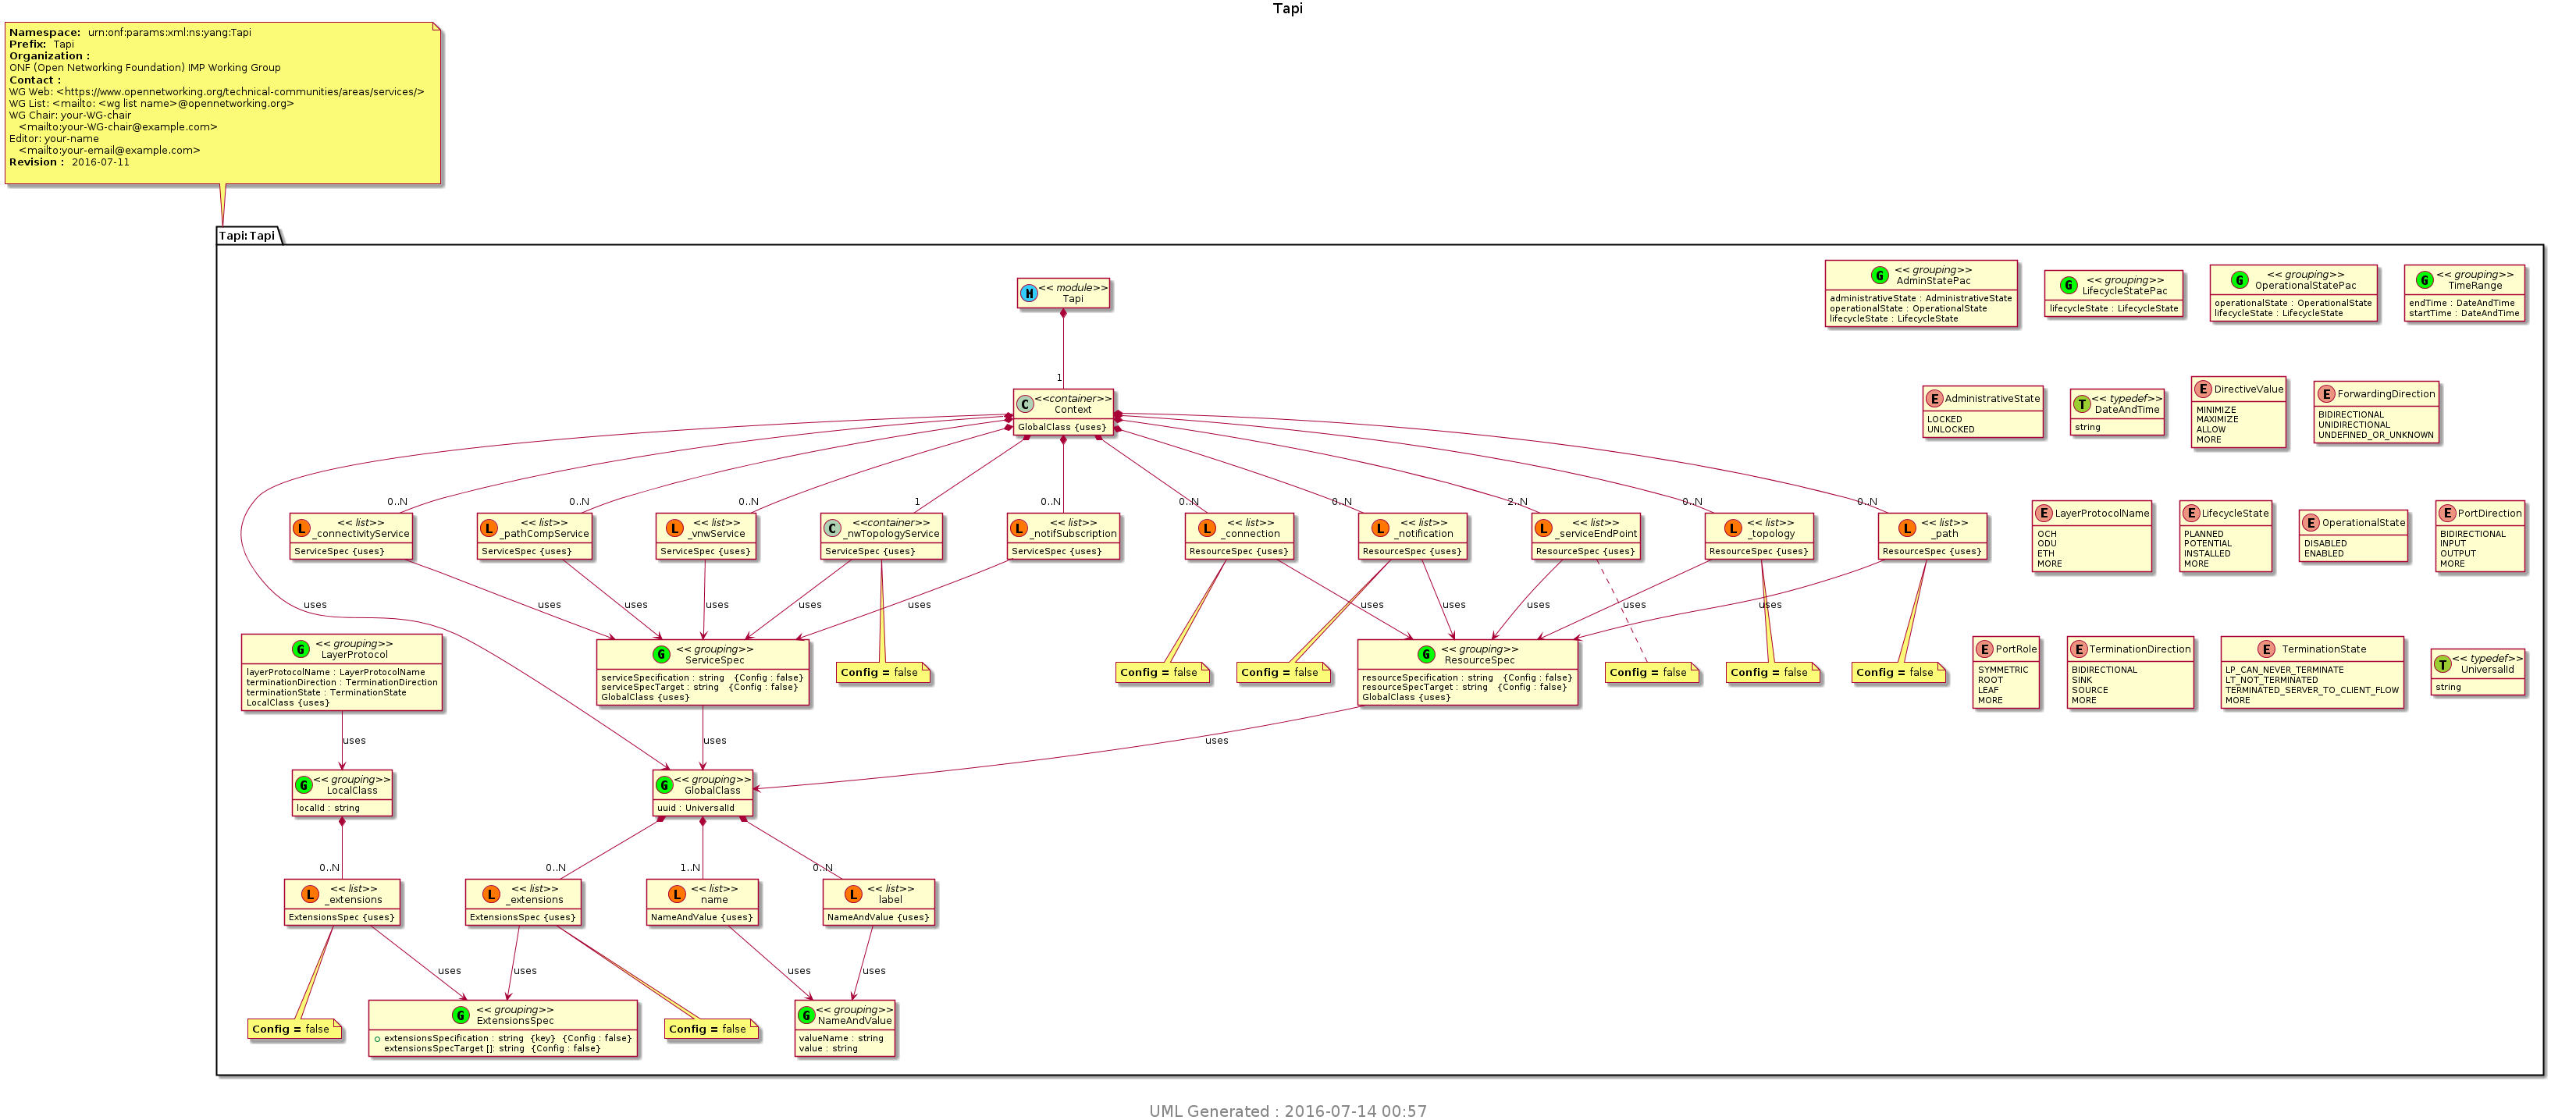 Tapi
Namespace: urn:onf:params:xml:ns:yang:Tapi
Prefix: Tapi
Organization :
ONF (Open Networking Foundation) IMP Working Group
Contact :
WG Web: <https://www.opennetworking.org/technical-communities/areas/services/>
WG List: <mailto: <wg list name>@opennetworking.org>
WG Chair: your-WG-chair
<mailto:your-WG-chair@example.com>
Editor: your-name
<mailto:your-email@example.com>
Revision : 2016-07-11
Tapi:Tapi
M
<< module>>
Tapi
G
<< grouping>>
AdminStatePac
administrativeState : AdministrativeState
operationalState : OperationalState
lifecycleState : LifecycleState
G
<< grouping>>
LifecycleStatePac
lifecycleState : LifecycleState
G
<< grouping>>
OperationalStatePac
operationalState : OperationalState
lifecycleState : LifecycleState
G
<< grouping>>
TimeRange
endTime : DateAndTime
startTime : DateAndTime
1
C
<<container>>
Context
GlobalClass {uses}
E
AdministrativeState
LOCKED
UNLOCKED
T
<< typedef>>
DateAndTime
string
E
DirectiveValue
MINIMIZE
MAXIMIZE
ALLOW
MORE
E
ForwardingDirection
BIDIRECTIONAL
UNIDIRECTIONAL
UNDEFINED_OR_UNKNOWN
0..N
0..N
0..N
1
0..N
0..N
0..N
2..N
0..N
0..N
L
<< list>>
_connectivityService
ServiceSpec {uses}
L
<< list>>
_pathCompService
ServiceSpec {uses}
L
<< list>>
_vnwService
ServiceSpec {uses}
C
<<container>>
_nwTopologyService
ServiceSpec {uses}
L
<< list>>
_notifSubscription
ServiceSpec {uses}
L
<< list>>
_connection
ResourceSpec {uses}
L
<< list>>
_notification
ResourceSpec {uses}
L
<< list>>
_serviceEndPoint
ResourceSpec {uses}
L
<< list>>
_topology
ResourceSpec {uses}
L
<< list>>
_path
ResourceSpec {uses}
E
LayerProtocolName
OCH
ODU
ETH
MORE
E
LifecycleState
PLANNED
POTENTIAL
INSTALLED
MORE
E
OperationalState
DISABLED
ENABLED
E
PortDirection
BIDIRECTIONAL
INPUT
OUTPUT
MORE
uses
uses
uses
uses
uses
uses
uses
uses
uses
uses
uses
G
<< grouping>>
LayerProtocol
layerProtocolName : LayerProtocolName
terminationDirection : TerminationDirection
terminationState : TerminationState
LocalClass {uses}
G
<< grouping>>
ServiceSpec
serviceSpecification : string {Config : false}
serviceSpecTarget : string {Config : false}
GlobalClass {uses}
Config = false
Config = false
Config = false
G
<< grouping>>
ResourceSpec
resourceSpecification : string {Config : false}
resourceSpecTarget : string {Config : false}
GlobalClass {uses}
Config = false
Config = false
Config = false
E
PortRole
SYMMETRIC
ROOT
LEAF
MORE
E
TerminationDirection
BIDIRECTIONAL
SINK
SOURCE
MORE
E
TerminationState
LP_CAN_NEVER_TERMINATE
LT_NOT_TERMINATED
TERMINATED_SERVER_TO_CLIENT_FLOW
MORE
T
<< typedef>>
UniversalId
string
uses
uses
uses
G
<< grouping>>
LocalClass
localId : string
G
<< grouping>>
GlobalClass
uuid : UniversalId
0..N
0..N
1..N
0..N
L
<< list>>
_extensions
ExtensionsSpec {uses}
L
<< list>>
_extensions
ExtensionsSpec {uses}
L
<< list>>
name
NameAndValue {uses}
L
<< list>>
label
NameAndValue {uses}
uses
uses
uses
uses
Config = false
G
<< grouping>>
ExtensionsSpec
extensionsSpecification : string {key} {Config : false}
extensionsSpecTarget []: string {Config : false}
Config = false
G
<< grouping>>
NameAndValue
valueName : string
value : string
UML Generated : 2016-07-14 00:57